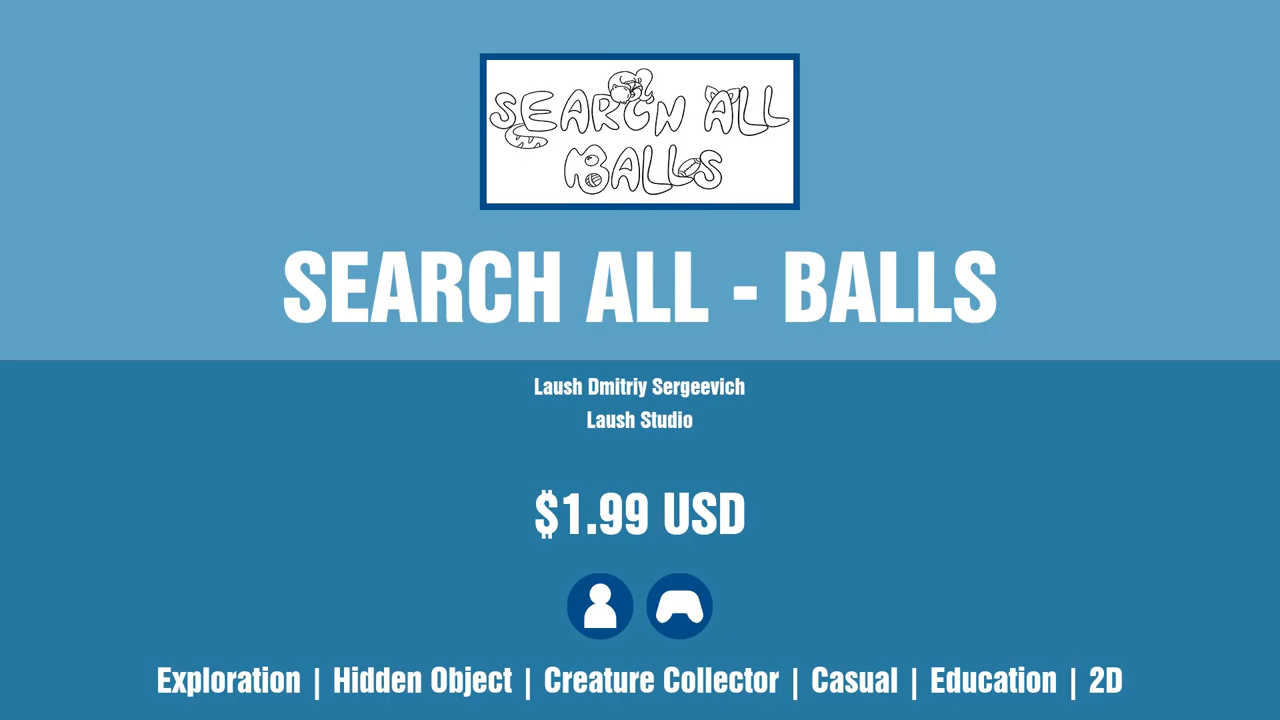 SEARCH ALL
BALLS
SEARCH ALL - BALLS
Laush Dmitriy Sergeevich
Laush Studio
$1.99 USD
Exploration | Hidden Object | Creature Collector | Casual | Education | 2D